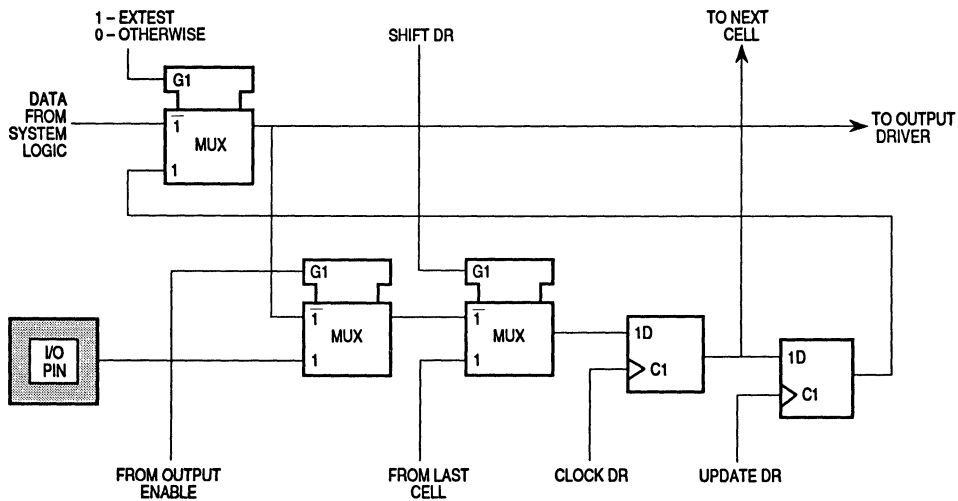 1 – EXTEST
0 – OTHERWISE
SHIFT DR
TO NEXT
CELL
G1
DATA
FROM
SYSTEM
LOGIC
1̅
MUX
1
TO OUTPUT
DRIVER
G1
G1
1̅
MUX
1
1̅
MUX
1
I/O
PIN
1D
C1
1D
C1
FROM OUTPUT
ENABLE
FROM LAST
CELL
CLOCK DR
UPDATE DR